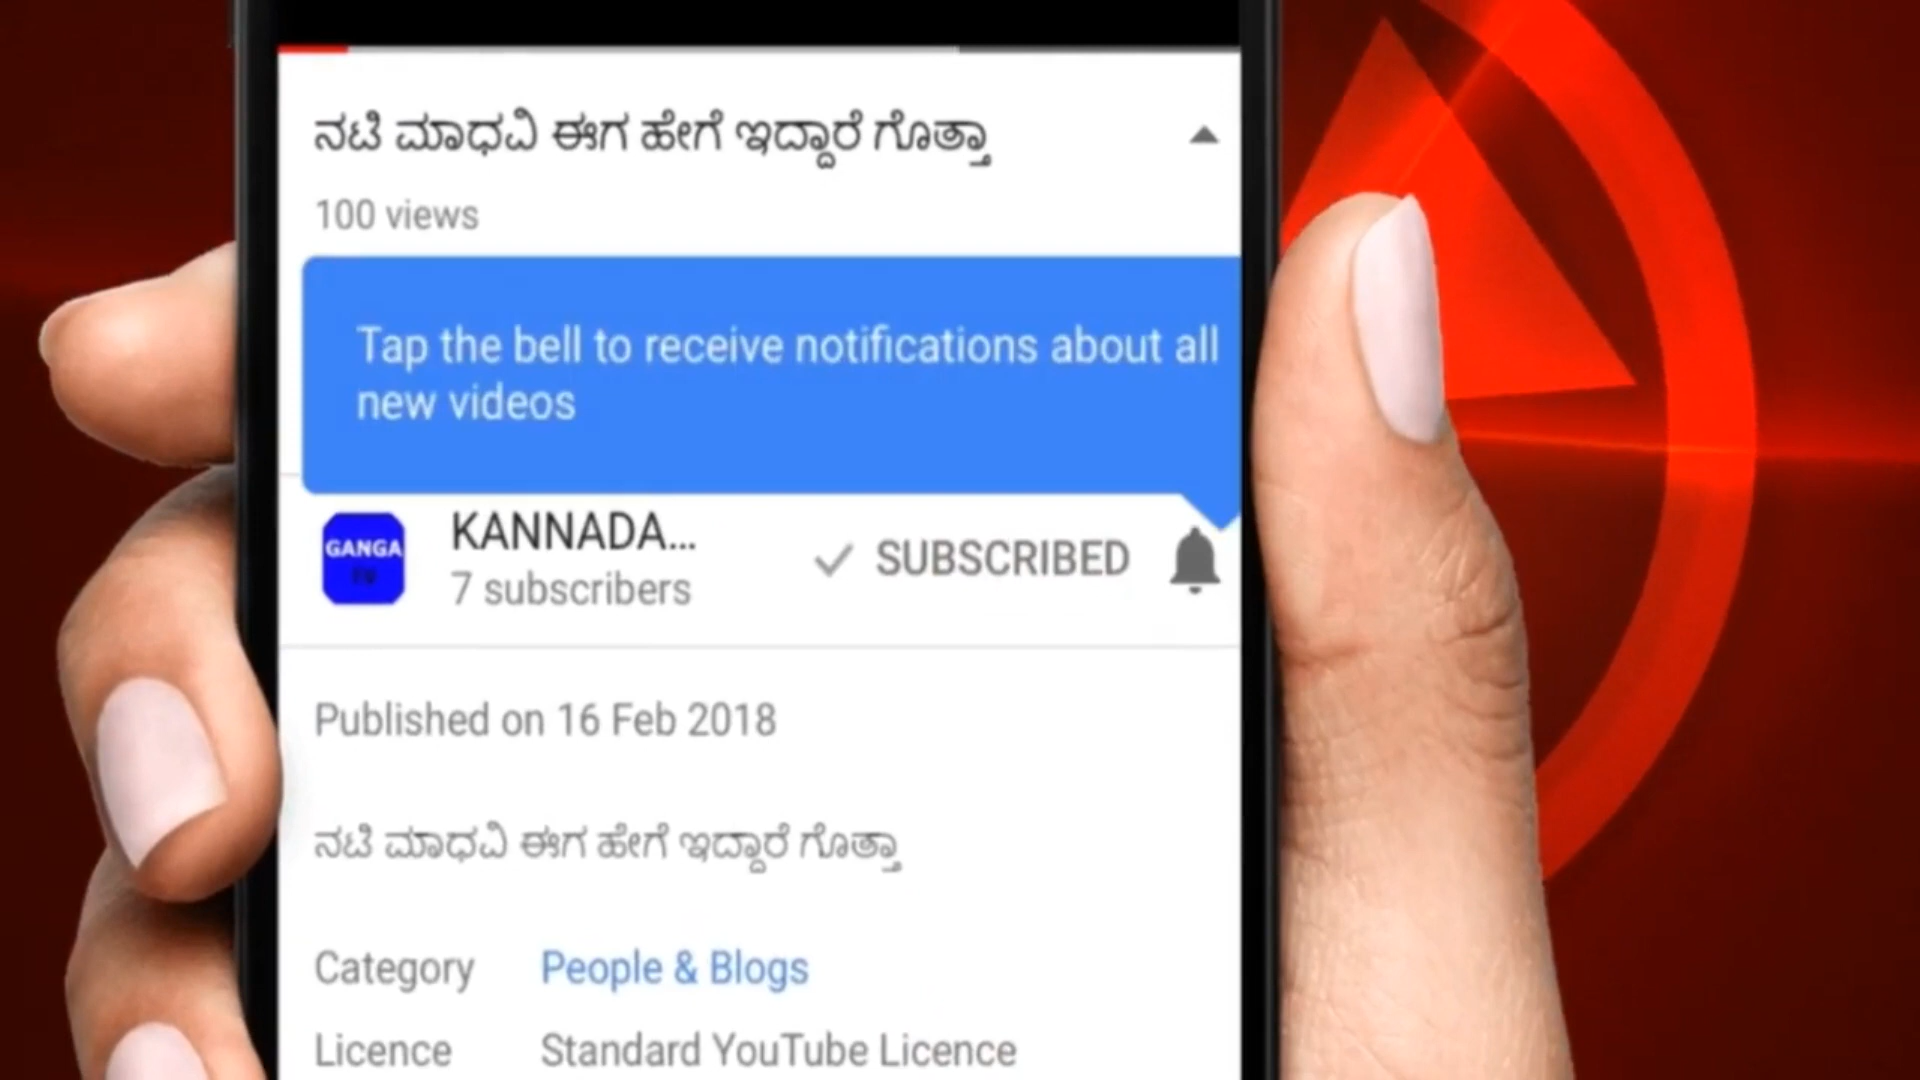 ನಟಿ ಮಾಧವಿ ಈಗ ಹೇಗೆ ಇದ್ದಾರೆ ಗೊತ್ತಾ
100 views
Tap the bell to receive notifications about all
new videos
GANGA
KANNADA...
SUBSCRIBED
7 subscribers
Published on 16 Feb 2018
ನಟಿ ಮಾಧವಿ ಈಗ ಹೇಗೆ ಇದ್ದಾರೆ ಗೊತ್ತಾ
Category People & Blogs
Licence Standard YouTube Licence